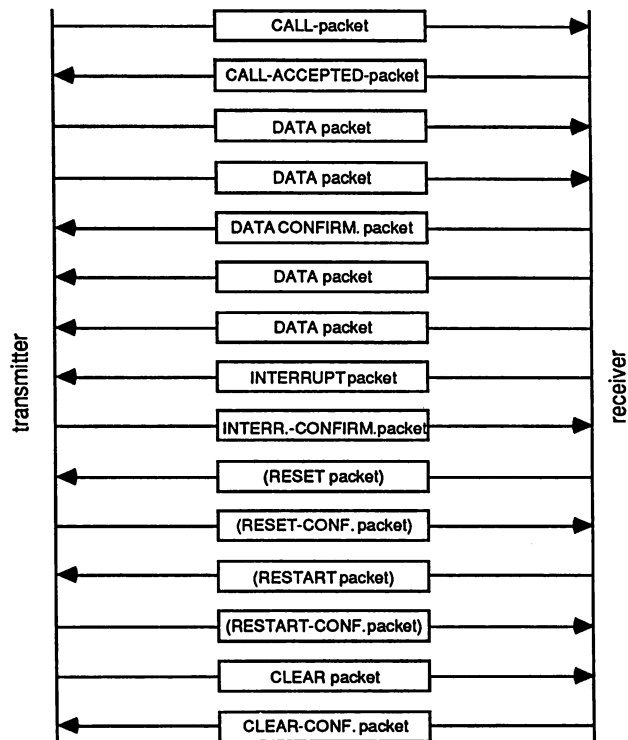 CALL-packet
CALL-ACCEPTED-packet
DATA packet
DATA packet
DATA CONFIRM. packet
DATA packet
DATA packet
INTERRUPT packet
INTERR.-CONFIRM.packet
(RESET packet)
(RESET-CONF. packet)
(RESTART packet)
(RESTART-CONF. packet)
CLEAR packet
CLEAR-CONF. packet
transmitter
receiver